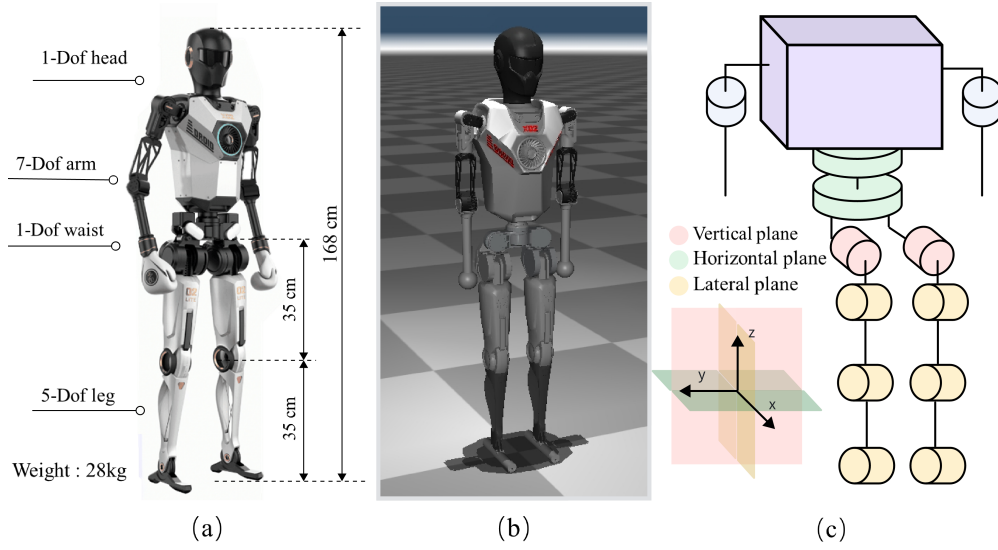 1-Dof head
7-Dof arm
1-Dof waist
5-Dof leg
Weight : 28kg
168 cm
35 cm
35 cm
XD2
Vertical plane
Horizontal plane
Lateral plane
z
y
x
(a)
(b)
(c)